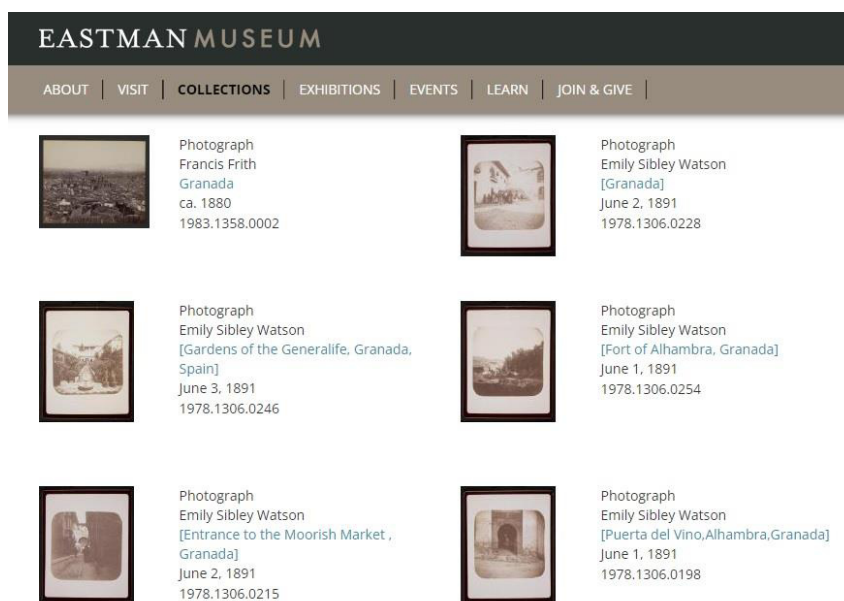 EASTMAN MUSEUM
ABOUT | VISIT | COLLECTIONS | EXHIBITIONS | EVENTS | LEARN | JOIN & GIVE |
Photograph
Francis Frith
Granada
ca. 1880
1983.1358.0002
Photograph
Emily Sibley Watson
[Granada]
June 2, 1891
1978.1306.0228
Photograph
Emily Sibley Watson
[Gardens of the Generalife, Granada,
Spain]
June 3, 1891
1978.1306.0246
Photograph
Emily Sibley Watson
[Fort of Alhambra, Granada]
June 1, 1891
1978.1306.0254
Photograph
Emily Sibley Watson
[Entrance to the Moorish Market ,
Granada]
June 2, 1891
1978.1306.0215
Photograph
Emily Sibley Watson
[Puerta del Vino,Alhambra,Granada]
June 1, 1891
1978.1306.0198